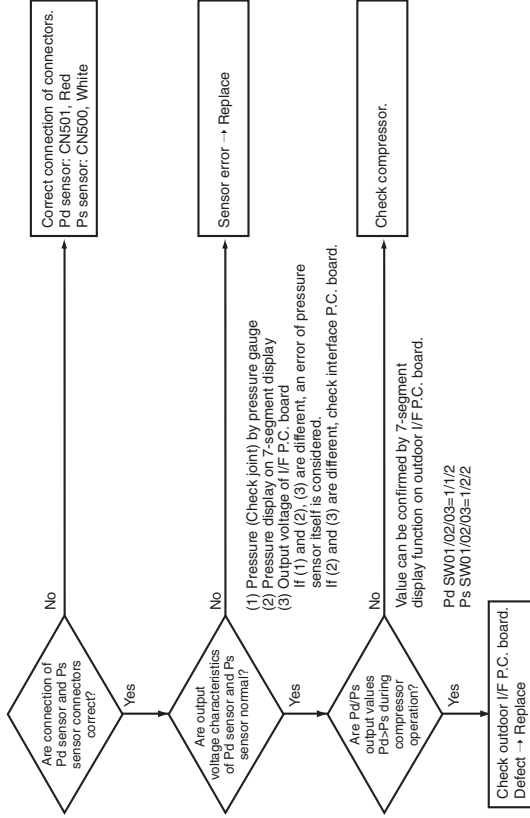 Are connection of
Pd sensor and Ps
sensor connectors
correct?
No
Correct connection of connectors.
Pd sensor: CN501, Red
Ps sensor: CN500, White
Yes
Are output
voltage characteristics
of Pd sensor and Ps
sensor normal?
No
Sensor error → Replace
(1) Pressure (Check joint) by pressure gauge
(2) Pressure display on 7-segment display
(3) Output voltage of I/F P.C. board
If (1) and (2), (3) are different, an error of pressure
sensor itself is considered.
If (2) and (3) are different, check interface P.C. board.
Yes
Are Pd/Ps
output values
Pd>Ps during
compressor
operation?
No
Check compressor.
Value can be confirmed by 7-segment
display function on outdoor I/F P.C. board.
Pd SW01/02/03=1/1/2
Ps SW01/02/03=1/2/2
Yes
Check outdoor I/F P.C. board.
Defect → Replace